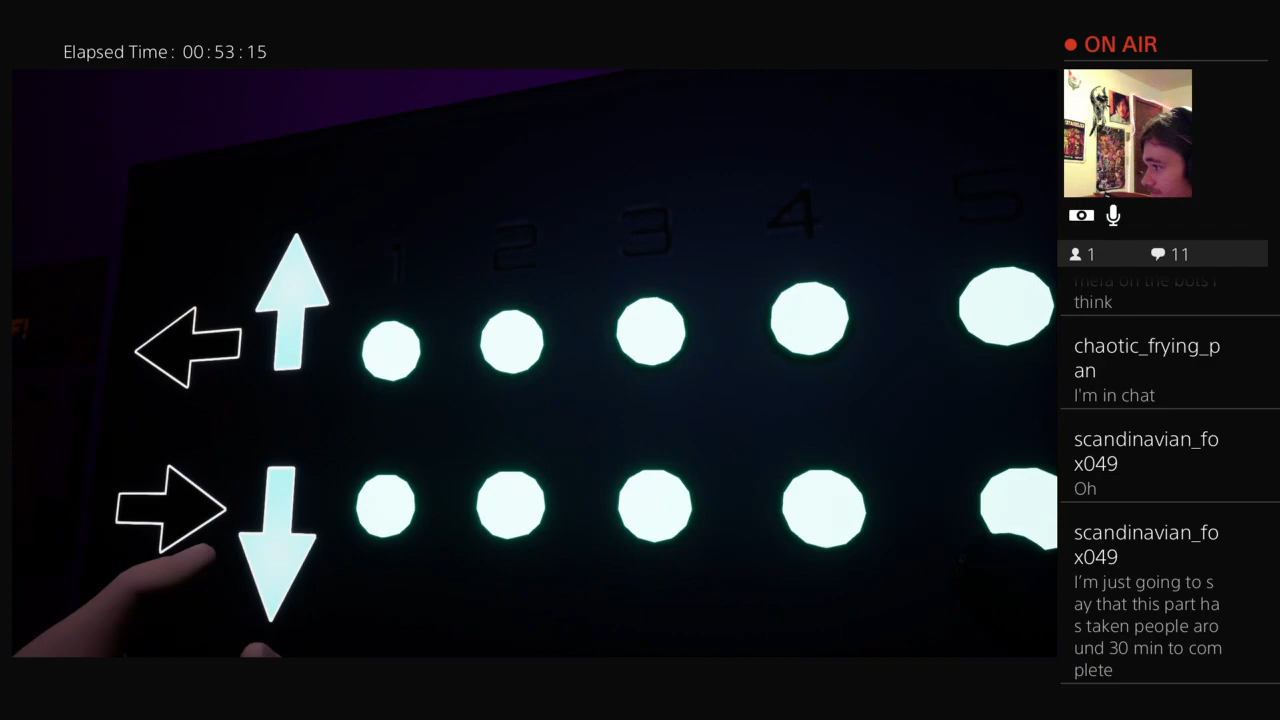 Elapsed Time: 00:53:15
ON AIR
1 2 3 4 5
1 11
think
chaotic_frying_p
an
I'm in chat
scandinavian_fo
x049
Oh
scandinavian_fo
x049
I'm just going to s
ay that this part ha
s taken people aro
und 30 min to com
plete